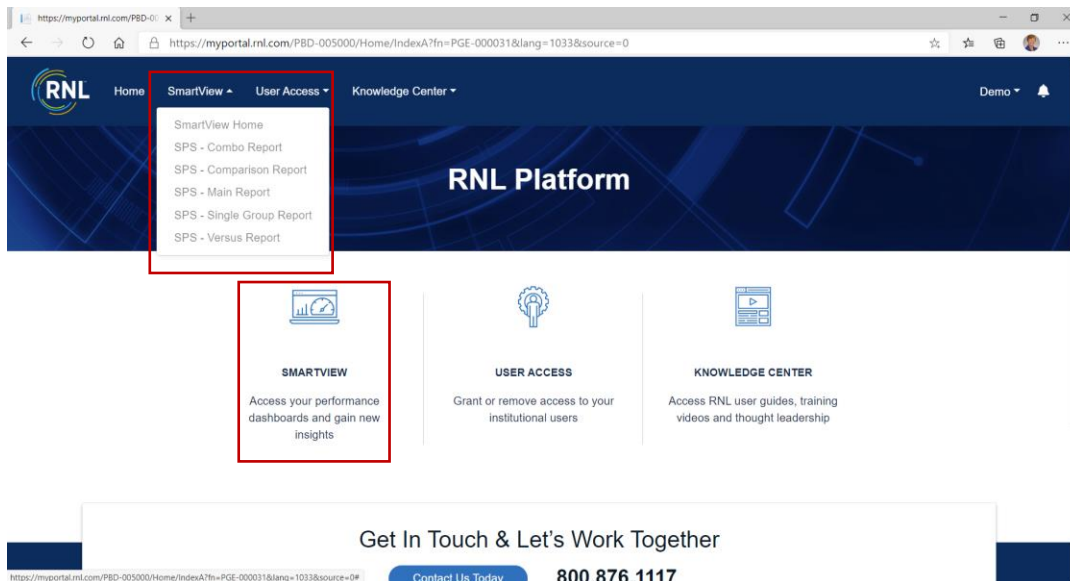 https://myportal.rnl.com/PBD-00
https://myportal.rnl.com/PBD-005000/Home/IndexA?fn=PGE-000031&lang=1033&source=0
RNL
Home
SmartView
User Access
Knowledge Center
Demo
SmartView Home
SPS - Combo Report
SPS - Comparison Report
SPS - Main Report
SPS - Single Group Report
SPS - Versus Report
RNL Platform
SMARTVIEW
Access your performance
dashboards and gain new
insights
USER ACCESS
Grant or remove access to your
institutional users
KNOWLEDGE CENTER
Access RNL user guides, training
videos and thought leadership
Get In Touch & Let's Work Together
Contact Us Today
800.876.1117
https://myportal.rnl.com/PBD-005000/Home/IndexA?fn=PGE-000031&lang=1033&source=0#